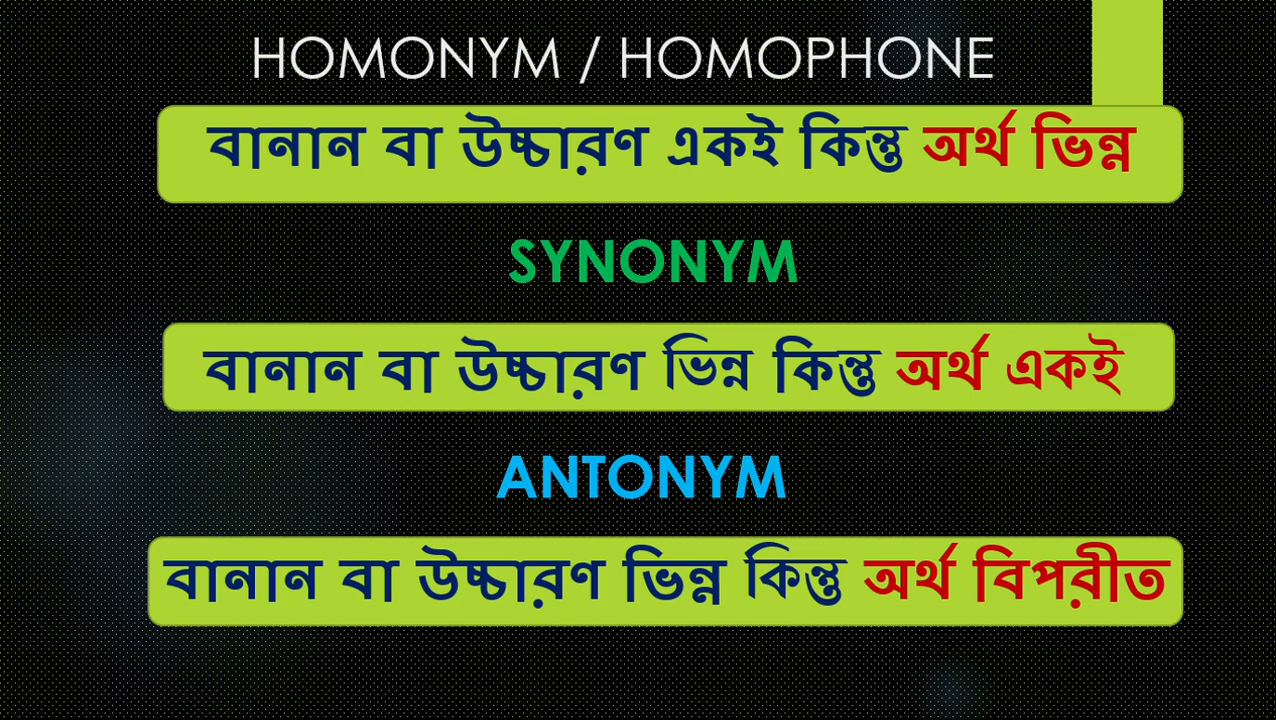 HOMONYM / HOMOPHONE
বানান বা উচ্চারণ একই কিন্তু অর্থ ভিন্ন
SYNONYM
বানান বা উচ্চারণ ভিন্ন কিন্তু অর্থ একই
ANTONYM
বানান বা উচ্চারণ ভিন্ন কিন্তু অর্থ বিপরীত